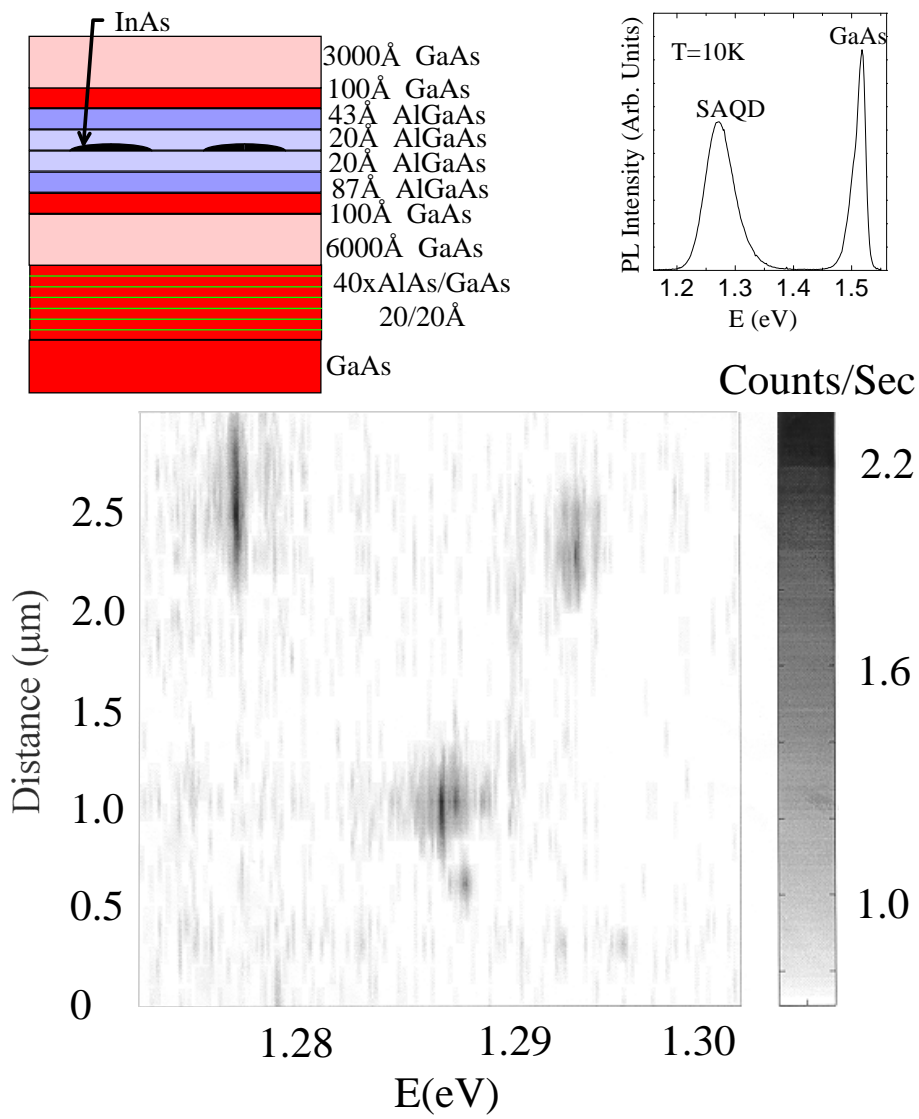 InAs
3000Å GaAs
100Å GaAs
43Å AlGaAs
20Å AlGaAs
20Å AlGaAs
87Å AlGaAs
100Å GaAs
6000Å GaAs
40xAlAs/GaAs
20/20Å
GaAs
PL Intensity (Arb. Units)
T=10K
GaAs
SAQD
1.2 1.3 1.4 1.5
E (eV)
Counts/Sec
2.2
1.6
1.0
Distance (μm)
2.5
2.0
1.5
1.0
0.5
0
1.28 1.29 1.30
E(eV)